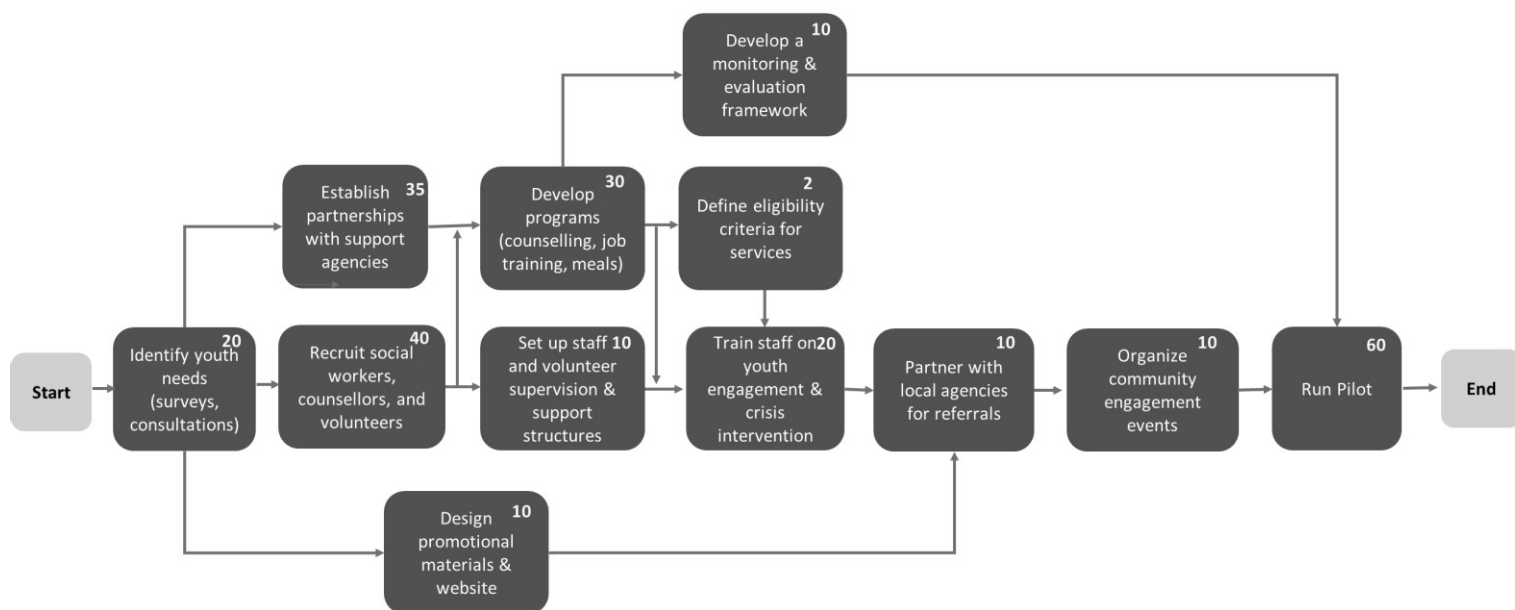 10
Develop a
monitoring &
evaluation
framework
35
Establish
partnerships
with support
agencies
30
Develop
programs
(counselling, job
training, meals)
2
Define eligibility
criteria for
services
Start
20
Identify youth
needs
(surveys,
consultations)
40
Recruit social
workers,
counsellors, and
volunteers
10
Set up staff
and volunteer
supervision &
support
structures
20
Train staff on
youth
engagement &
crisis
intervention
10
Partner with
local agencies
for referrals
10
Organize
community
engagement
events
60
Run Pilot
End
10
Design
promotional
materials &
website